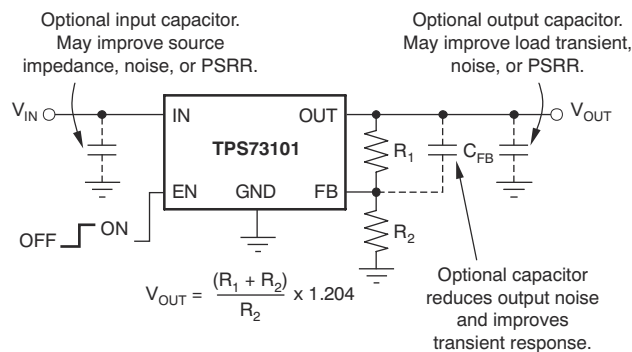 Optional input capacitor.
May improve source
impedance, noise, or PSRR.
Optional output capacitor.
May improve load transient,
noise, or PSRR.
VIN
IN
OUT
VOUT
TPS73101
R1
CFB
EN
GND
FB
OFF
ON
R2
VOUT = (R1 + R2) / R2 x 1.204
Optional capacitor
reduces output noise
and improves
transient response.